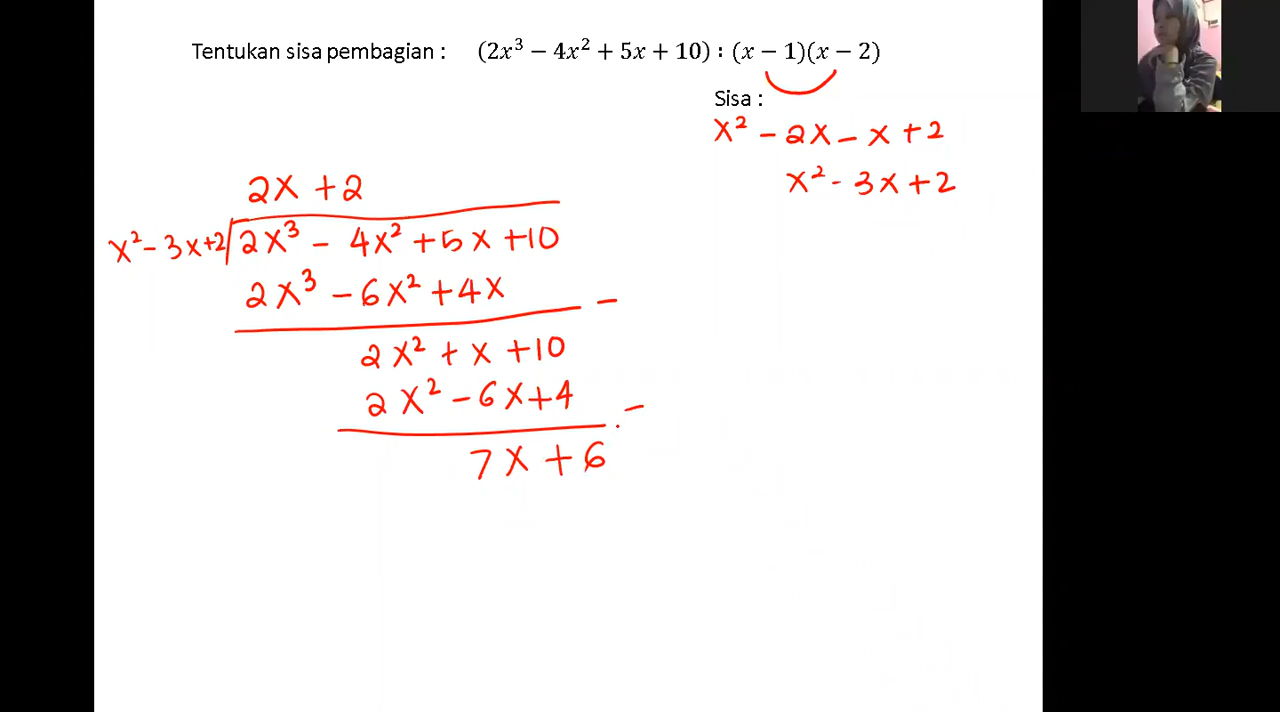 Tentukan sisa pembagian : (2x³ − 4x² + 5x + 10) : (x − 1)(x − 2)
Sisa :
x² − 2x − x + 2
x² - 3x + 2
2x + 2
x² − 3x + 2 2x³ − 4x² + 5x + 10
2x³ − 6x² + 4x −
2x² + x + 10
2x² − 6x + 4 −
7x + 6